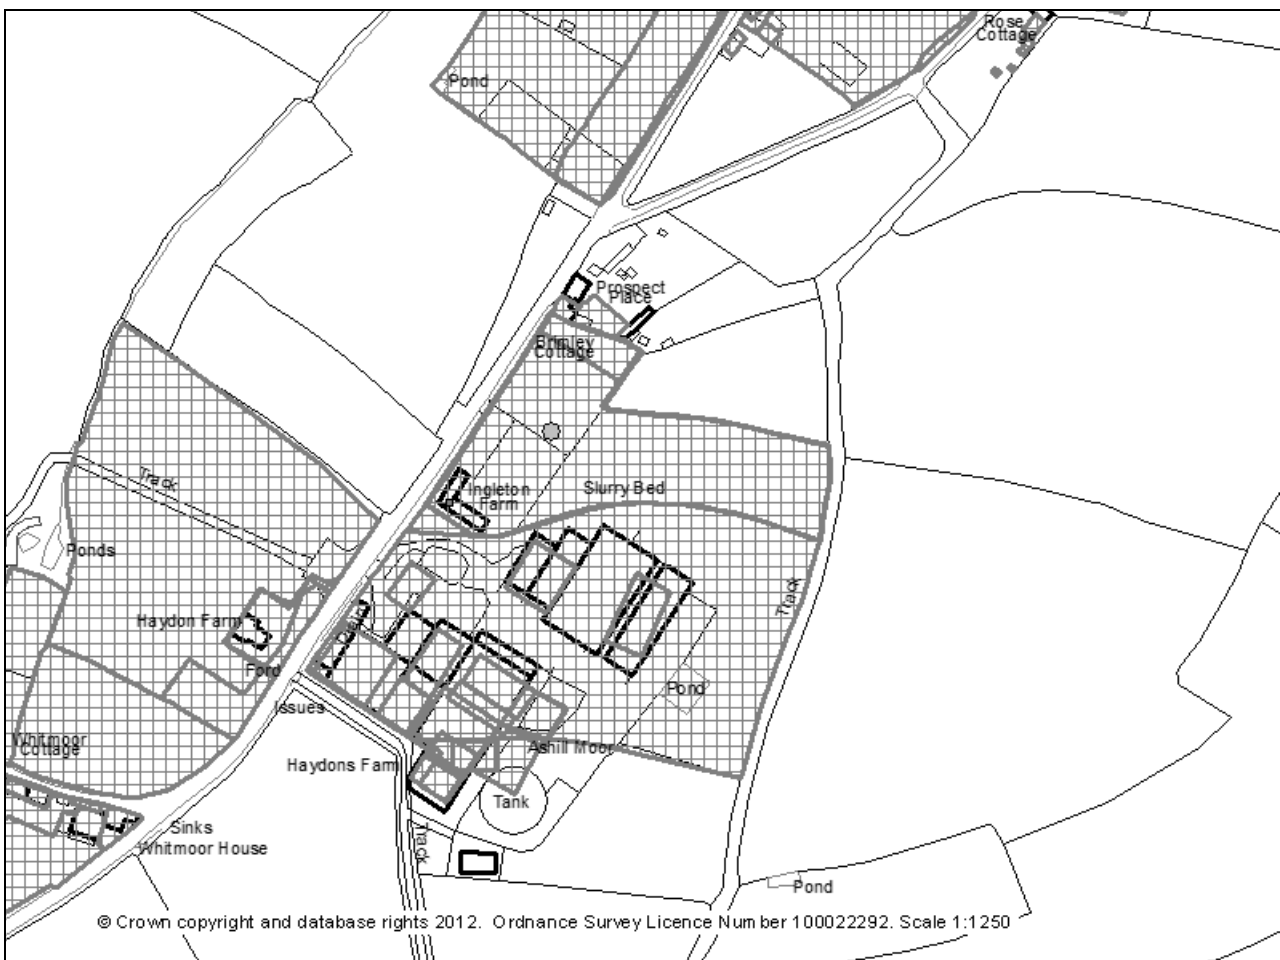 Rose
Cottage
Pond
Prospect
Place
Brimley
Cottage
Track
Ingleton
Farm
Slurry Bed
Ponds
Track
Haydon Farm
Ford
Pond
Issues
Whitmoor
Cottage
Ashill Moor
Haydons Farm
Tank
Sinks
Whitmoor House
Track
Pond
© Crown copyright and database rights 2012. Ordnance Survey Licence Number 100022292. Scale 1:1250